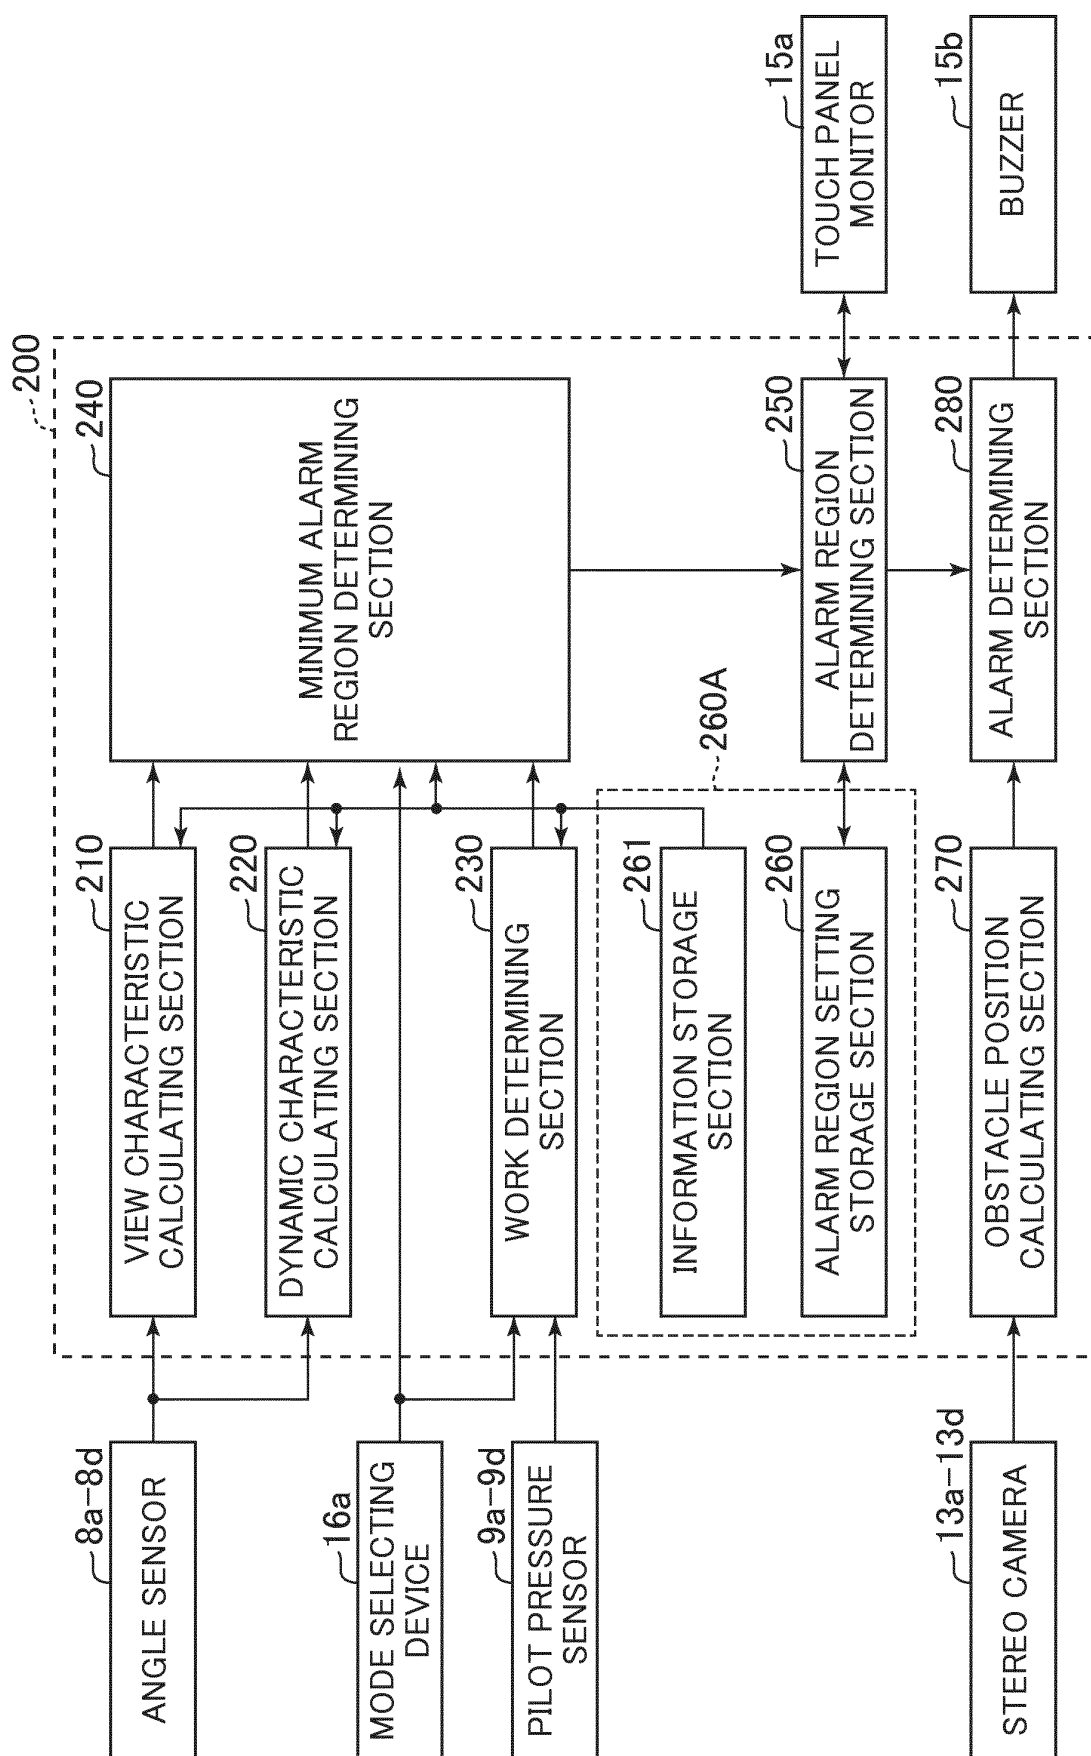 200
8a-8d
ANGLE SENSOR
210
VIEW CHARACTERISTIC
CALCULATING SECTION
240
MINIMUM ALARM
REGION DETERMINING
SECTION
220
DYNAMIC CHARACTERISTIC
CALCULATING SECTION
16a
MODE SELECTING
DEVICE
9a-9d
PILOT PRESSURE
SENSOR
230
WORK DETERMINING
SECTION
260A
261
INFORMATION STORAGE
SECTION
260
ALARM REGION SETTING
STORAGE SECTION
250
ALARM REGION
DETERMINING SECTION
15a
TOUCH PANEL
MONITOR
13a-13d
STEREO CAMERA
270
OBSTACLE POSITION
CALCULATING SECTION
280
ALARM DETERMINING
SECTION
15b
BUZZER